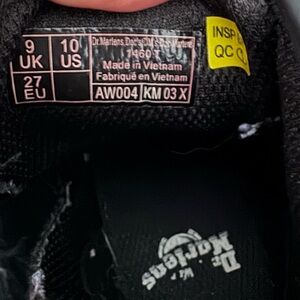 9 UK
10 US
27 EU
Dr.Martens,
14601
Made in Vietnam
Fabriqué en Vietnam
AW004
KM 03 X
INSP
QC
Dr.
Martens